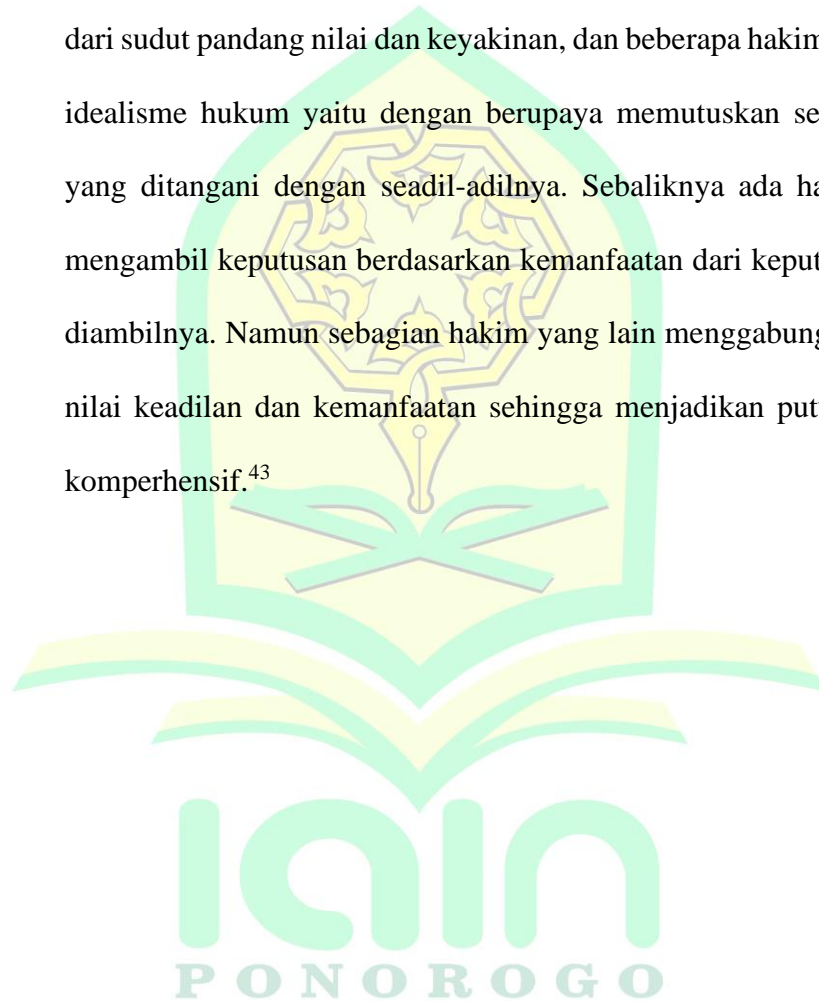 dari sudut pandang nilai dan keyakinan, dan beberapa hakim
idealisme hukum yaitu dengan berupaya memutuskan se
yang ditangani dengan seadil-adilnya. Sebaliknya ada ha
mengambil keputusan berdasarkan kemanfaatan dari keput
diambilnya. Namun sebagian hakim yang lain menggabung
nilai keadilan dan kemanfaatan sehingga menjadikan put
komperhensif.43
iain
PONOROGO